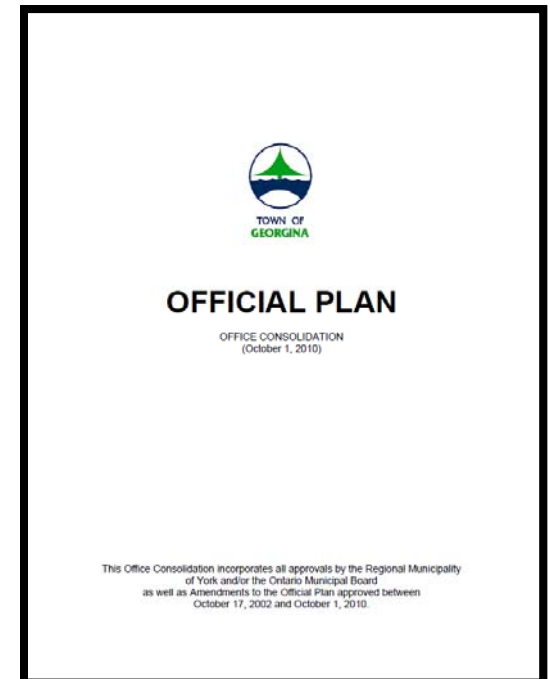 TOWN OF
GEORGINA
OFFICIAL PLAN
OFFICE CONSOLIDATION
(October 1, 2010)
This Office Consolidation incorporates all approvals by the Regional Municipality
of York and/or the Ontario Municipal Board
as well as Amendments to the Official Plan approved between
October 17, 2002 and October 1, 2010.